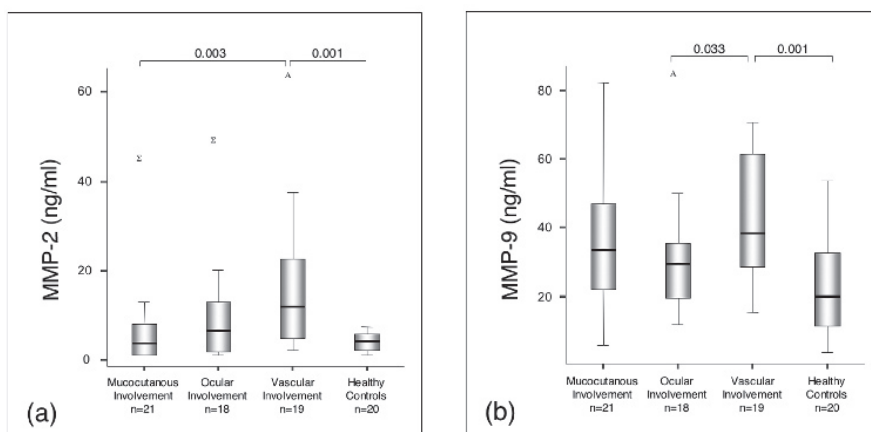 0.003
0.001
A
60
Σ
Σ
40
20
0
MMP-2 (ng/ml)
Mucocutanous
Involvement
n=21
Ocular
Involvement
n=18
Vascular
Involvement
n=19
Healthy
Controls
n=20
(a)
0.033
0.001
A
80
60
40
20
MMP-9 (ng/ml)
Mucocutanous
Involvement
n=21
Ocular
Involvement
n=18
Vascular
Involvement
n=19
Healthy
Controls
n=20
(b)